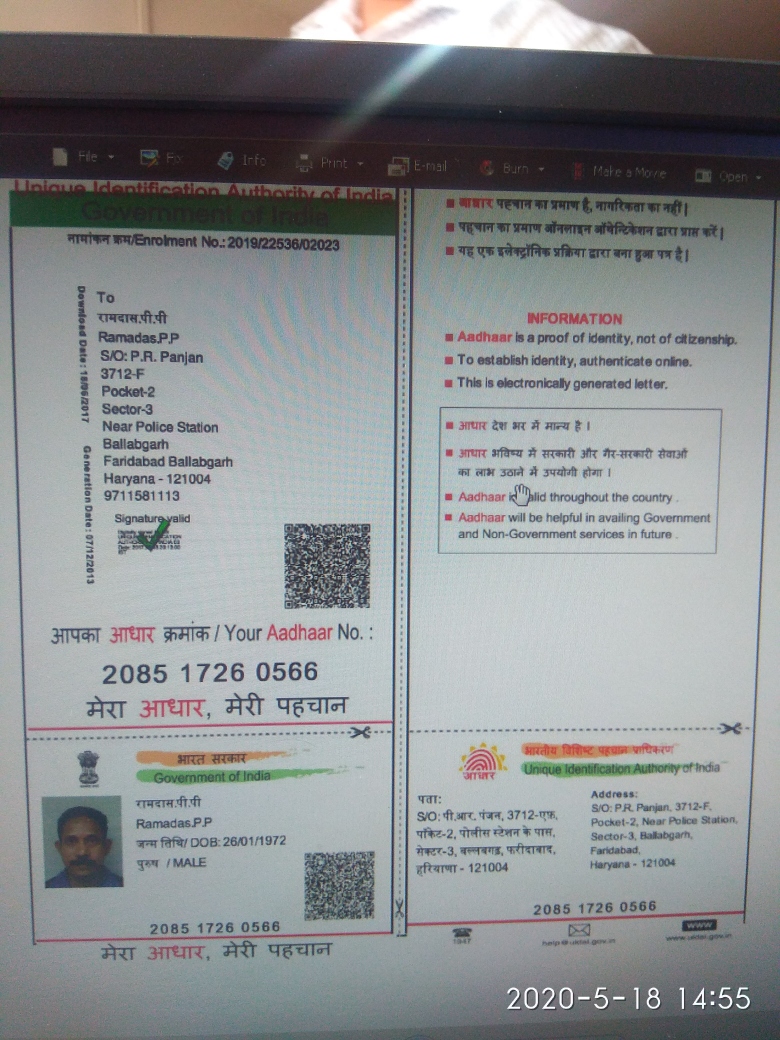 File
Fix
Info
Print
E-mail
Burn
Make a Movie
Open
Unique Identification Authority of India
Government of India
नामांकन क्रम/Enrolment No.: 2019/22536/02023
Download Date: 18/06/2017
Generation Date: 07/12/2013
To
रामदास.पी.पी
Ramadas.P.P
S/O: P.R. Panjan
3712-F
Pocket-2
Sector-3
Near Police Station
Ballabgarh
Faridabad Ballabgarh
Haryana - 121004
9711581113
Signature valid
आपका आधार क्रमांक / Your Aadhaar No. :
2085 1726 0566
मेरा आधार, मेरी पहचान
आधार पहचान का प्रमाण है, नागरिकता का नहीं |
पहचान का प्रमाण ऑनलाइन ऑथेन्टिकेशन द्वारा प्राप्त करें |
यह एक इलेक्ट्रॉनिक प्रक्रिया द्वारा बना हुआ पत्र है |
INFORMATION
Aadhaar is a proof of identity, not of citizenship.
To establish identity, authenticate online.
This is electronically generated letter.
आधार देश भर में मान्य है ।
आधार भविष्य में सरकारी और गैर-सरकारी सेवाओं
का लाभ उठाने में उपयोगी होगा ।
Aadhaar is valid throughout the country .
Aadhaar will be helpful in availing Government
and Non-Government services in future .
भारत सरकार
Government of India
रामदास.पी.पी
Ramadas.P.P
जन्म तिथि/ DOB: 26/01/1972
पुरुष / MALE
2085 1726 0566
मेरा आधार, मेरी पहचान
आधार
भारतीय विशिष्ट पहचान प्राधिकरण
Unique Identification Authority of India
पता:
S/O: पी.आर. पंजन, 3712-एफ,
पॉकेट-2, पोलीस स्टेशन के पास,
सेक्टर-3, बल्लबगढ़, फरीदाबाद,
हरियाणा - 121004
Address:
S/O: P.R. Panjan, 3712-F,
Pocket-2, Near Police Station,
Sector-3, Ballabgarh,
Faridabad,
Haryana - 121004
2085 1726 0566
1947
help@uidai.gov.in
www
www.uidai.gov.in
2020-5-18 14:55